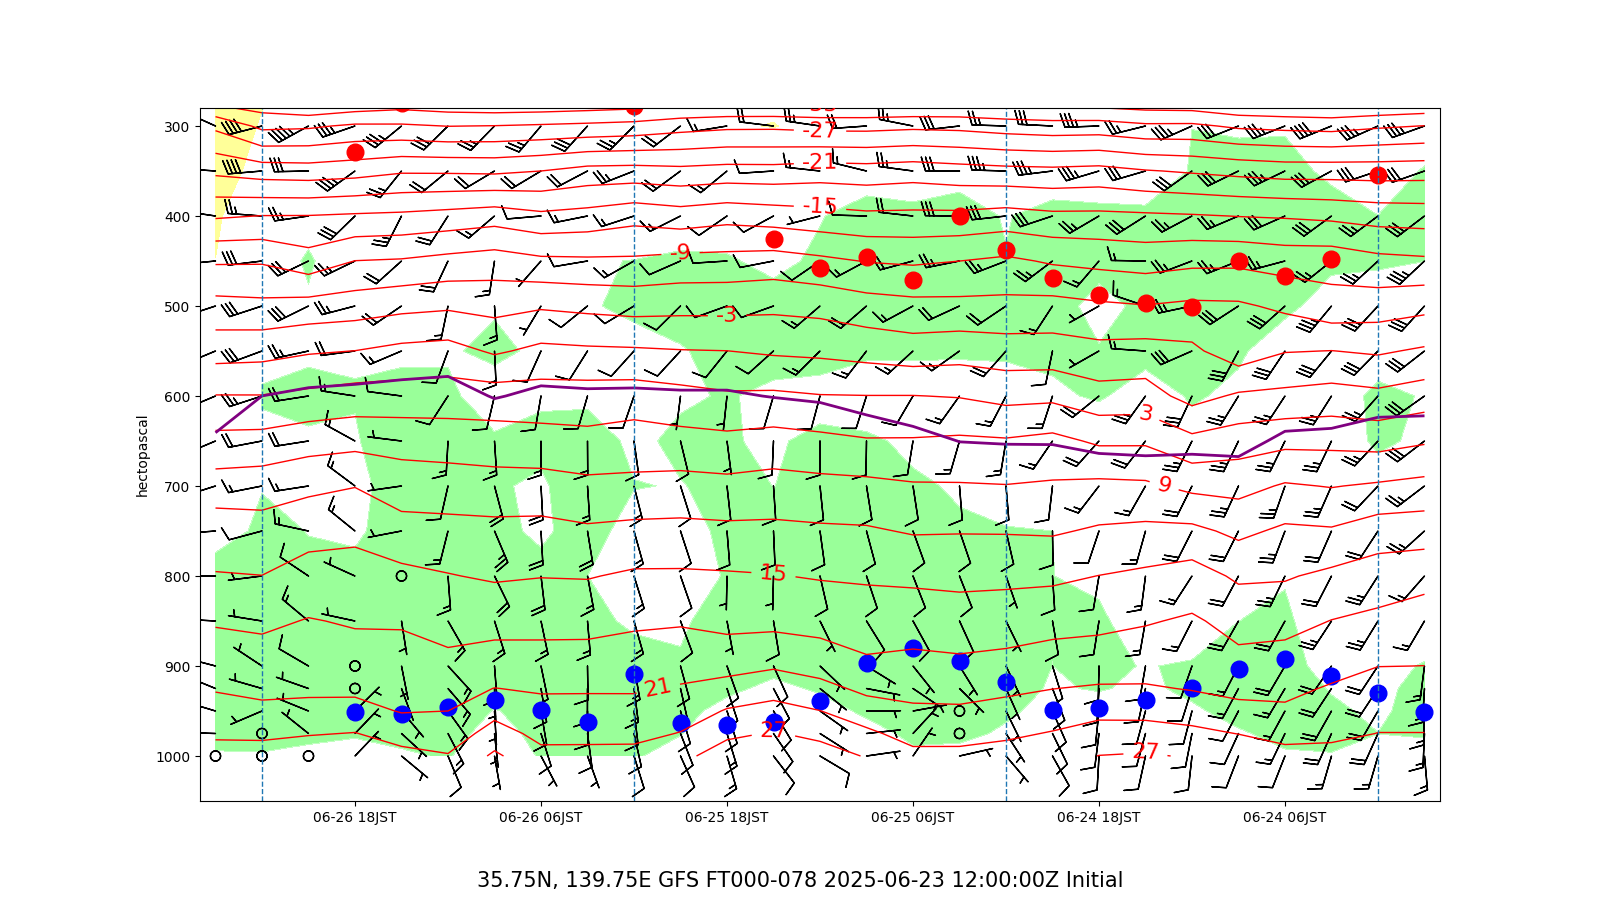 300
400
500
600
700
800
900
1000
hectopascal
-27
-21
-15
-9
-3
3
9
15
21
27
27
06-26 18JST
06-26 06JST
06-25 18JST
06-25 06JST
06-24 18JST
06-24 06JST
35.75N, 139.75E GFS FT000-078 2025-06-23 12:00:00Z Initial